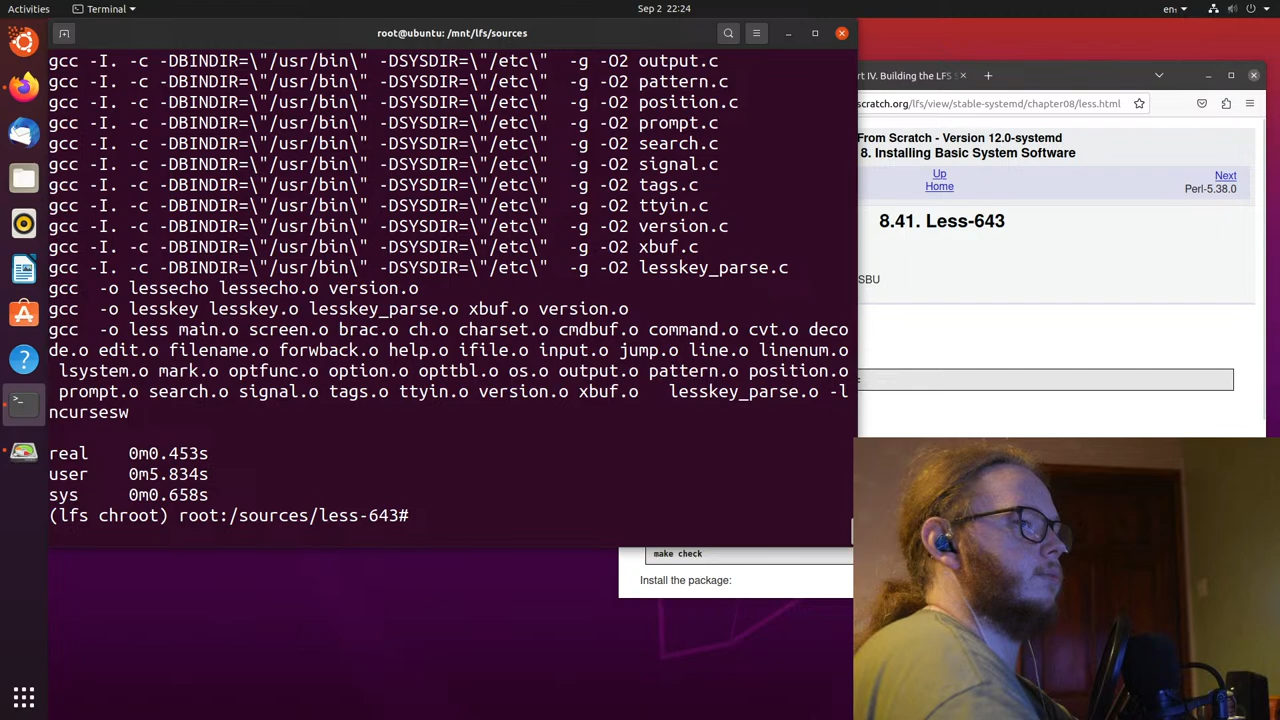 Activities
Terminal
Sep 2 22:24
en
root@ubuntu: /mnt/lfs/sources
gcc -I. -c -DBINDIR=\"/usr/bin\" -DSYSDIR=\"/etc\"  -g -O2 output.c
gcc -I. -c -DBINDIR=\"/usr/bin\" -DSYSDIR=\"/etc\"  -g -O2 pattern.c
gcc -I. -c -DBINDIR=\"/usr/bin\" -DSYSDIR=\"/etc\"  -g -O2 position.c
gcc -I. -c -DBINDIR=\"/usr/bin\" -DSYSDIR=\"/etc\"  -g -O2 prompt.c
gcc -I. -c -DBINDIR=\"/usr/bin\" -DSYSDIR=\"/etc\"  -g -O2 search.c
gcc -I. -c -DBINDIR=\"/usr/bin\" -DSYSDIR=\"/etc\"  -g -O2 signal.c
gcc -I. -c -DBINDIR=\"/usr/bin\" -DSYSDIR=\"/etc\"  -g -O2 tags.c
gcc -I. -c -DBINDIR=\"/usr/bin\" -DSYSDIR=\"/etc\"  -g -O2 ttyin.c
gcc -I. -c -DBINDIR=\"/usr/bin\" -DSYSDIR=\"/etc\"  -g -O2 version.c
gcc -I. -c -DBINDIR=\"/usr/bin\" -DSYSDIR=\"/etc\"  -g -O2 xbuf.c
gcc -I. -c -DBINDIR=\"/usr/bin\" -DSYSDIR=\"/etc\"  -g -O2 lesskey_parse.c
gcc  -o lessecho lessecho.o version.o
gcc  -o lesskey lesskey.o lesskey_parse.o xbuf.o version.o
gcc  -o less main.o screen.o brac.o ch.o charset.o cmdbuf.o command.o cvt.o deco
de.o edit.o filename.o forwback.o help.o ifile.o input.o jump.o line.o linenum.o
 lsystem.o mark.o optfunc.o option.o opttbl.o os.o output.o pattern.o position.o
 prompt.o search.o signal.o tags.o ttyin.o version.o xbuf.o   lesskey_parse.o -l
ncursesw
real    0m0.453s
user    0m5.834s
sys     0m0.658s
(lfs chroot) root:/sources/less-643#
rt IV. Building the LFS S
scratch.org/lfs/view/stable-systemd/chapter08/less.html
From Scratch - Version 12.0-systemd
8. Installing Basic System Software
Up
Home
Next
Perl-5.38.0
8.41. Less-643
SBU
make check
Install the package: